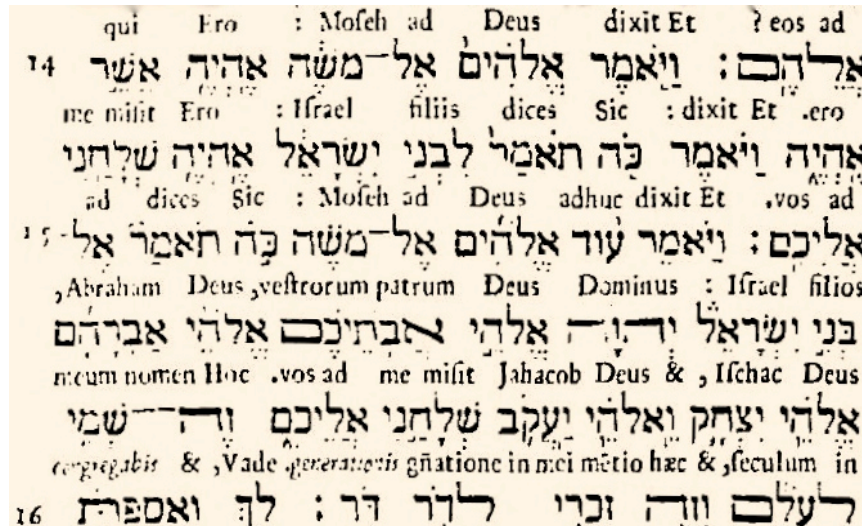 qui Ero : Moſeh ad Deus dixit Et ? eos ad
אֲלֵהֶם : וַיֹּאמֶר אֱלֹהִים אֶל־מֹשֶׁה אֶהְיֶה אֲשֶׁר 14
me miſit Ero : Iſrael filiis dices Sic : dixit Et .ero
אֶהְיֶה וַיֹּאמֶר כֹּה תֹאמַר לִבְנֵי יִשְׂרָאֵל אֶהְיֶה שְׁלָחַנִי
ad dices Sic : Moſeh ad Deus adhuc dixit Et .vos ad
אֲלֵיכֶם : וַיֹּאמֶר עוֹד אֱלֹהִים אֶל־מֹשֶׁה כֹּה תֹאמַר אֶל־ 15
,Abraham Deus ,veſtrorum patrum Deus Dominus : Iſrael filios
בְּנֵי יִשְׂרָאֵל יְהוָה אֱלֹהֵי אֲבֹתֵיכֶם אֱלֹהֵי אַבְרָהָם
meum nomen Hoc .vos ad me miſit Jahacob Deus & , Iſchac Deus
אֱלֹהֵי יִצְחָק וֵאלֹהֵי יַעֲקֹב שְׁלָחַנִי אֲלֵיכֶם זֶה־שְּׁמִי
congregabis & ,Vade .generationis gñatione in mei mẽtio hæc & ,ſeculum in
לְעֹלָם וְזֶה זִכְרִי לְדֹר דֹּר : לֵךְ וְאָסַפְתָּ 16